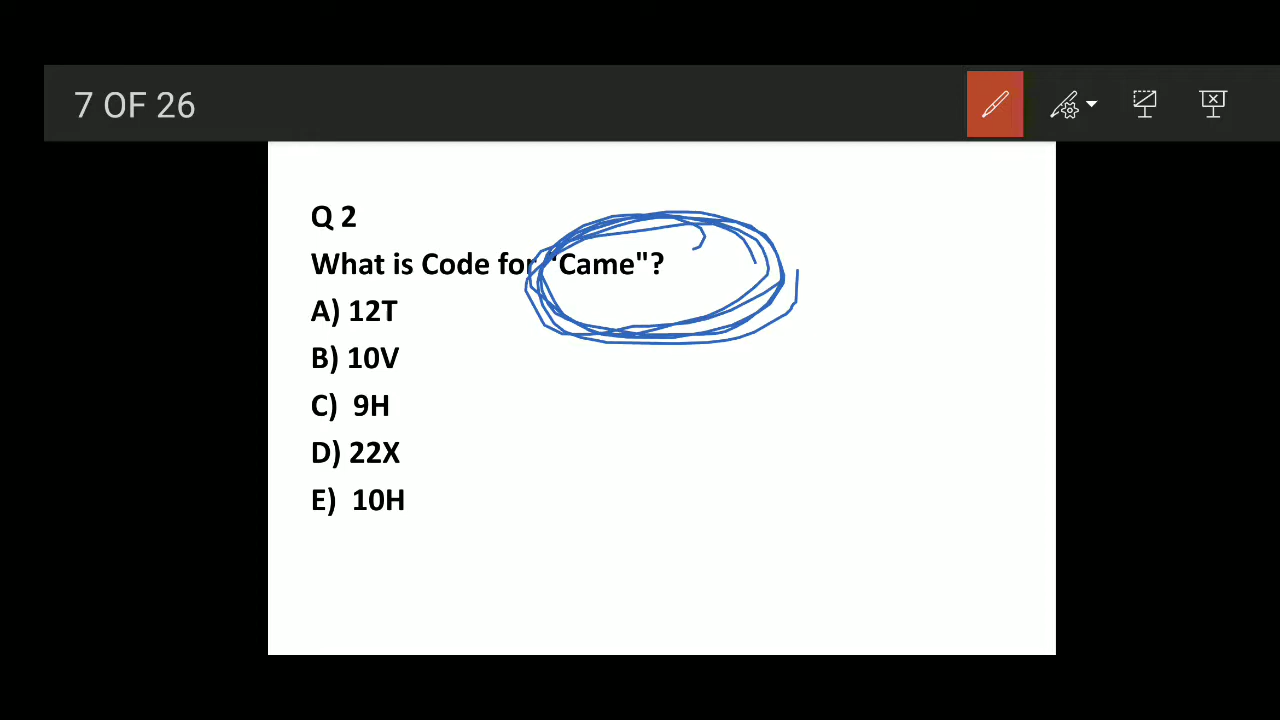 7 OF 26
Q 2
What is Code for "Came"?
A) 12T
B) 10V
C) 9H
D) 22X
E) 10H